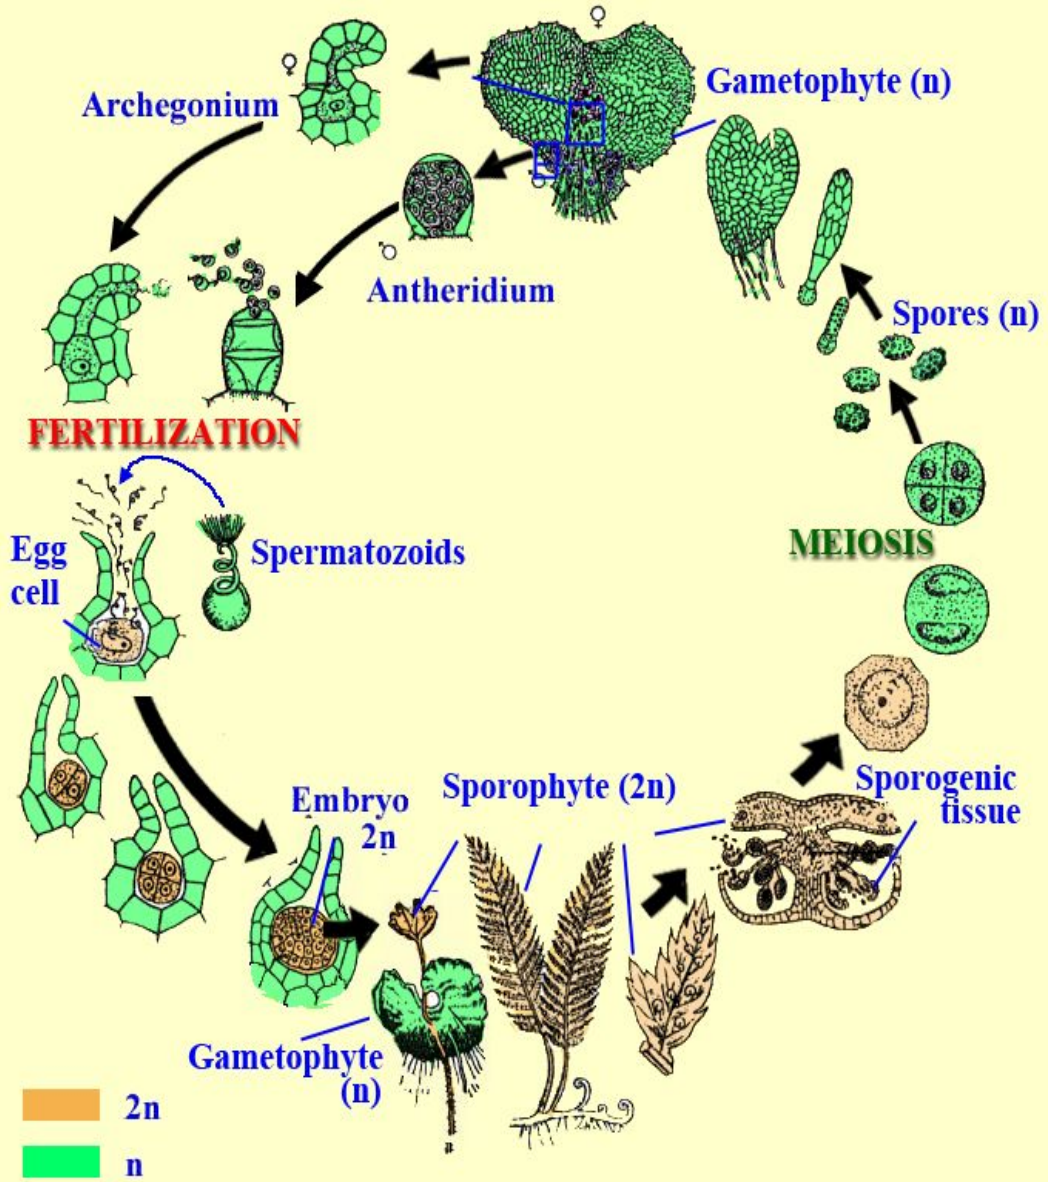 ♀
♀
Archegonium
Gametophyte (n)
Antheridium
Spores (n)
FERTILIZATION
Egg
cell
Spermatozoids
MEIOSIS
Embryo
2n
Sporophyte (2n)
Sporogenic
tissue
Gametophyte
(n)
2n
n